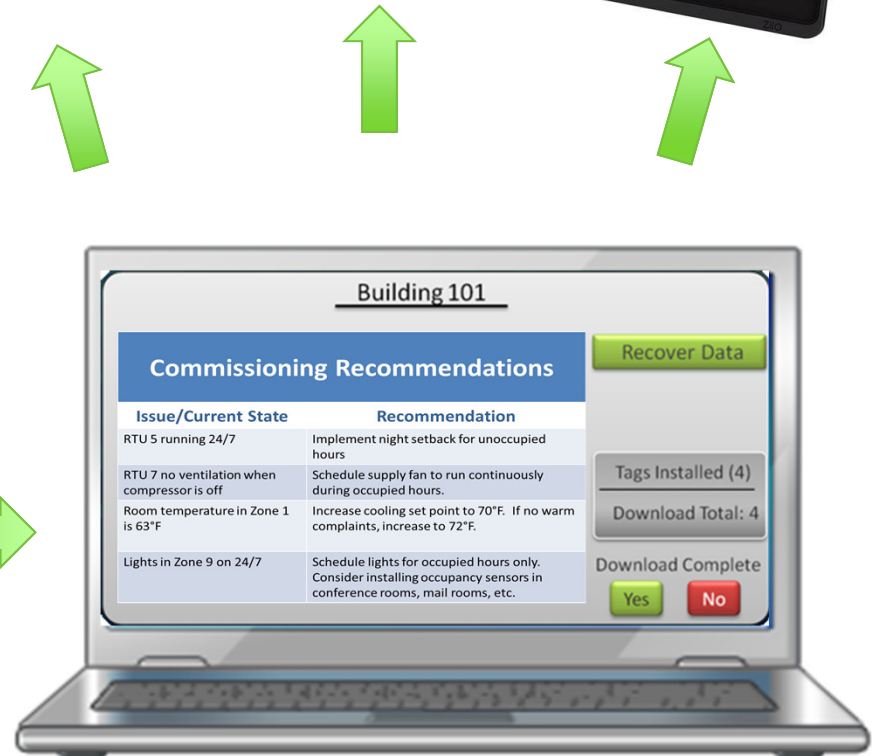 ZiiO
Building 101
Commissioning Recommendations
Recover Data
Issue/Current State
Recommendation
RTU 5 running 24/7
Implement night setback for unoccupied
hours
RTU 7 no ventilation when
compressor is off
Schedule supply fan to run continuously
during occupied hours.
Room temperature in Zone 1
is 63°F
Increase cooling set point to 70°F. If no warm
complaints, increase to 72°F.
Lights in Zone 9 on 24/7
Schedule lights for occupied hours only.
Consider installing occupancy sensors in
conference rooms, mail rooms, etc.
Tags Installed (4)
Download Total: 4
Download Complete
Yes
No